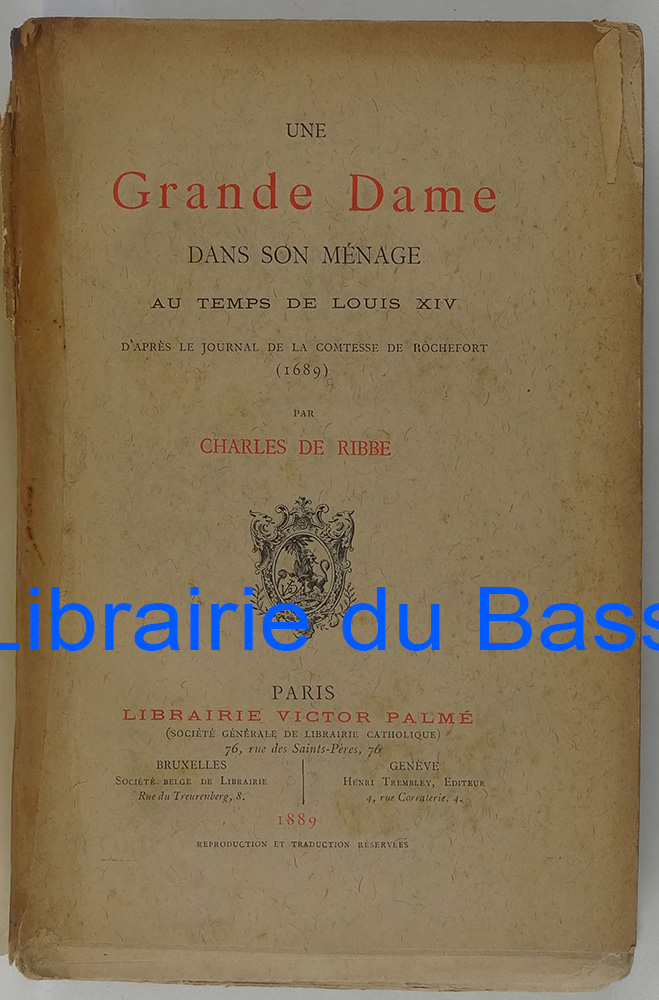 UNE
Grande Dame
DANS SON MÉNAGE
AU TEMPS DE LOUIS XIV
D'APRÈS LE JOURNAL DE LA COMTESSE DE ROCHEFORT
(1689)
PAR
CHARLES DE RIBBE
Librairie du Bass
PARIS
LIBRAIRIE VICTOR PALMÉ
(SOCIÉTÉ GÉNÉRALE DE LIBRAIRIE CATHOLIQUE)
76, rue des Saints-Pères, 76
BRUXELLES
SOCIÉTÉ BELGE DE LIBRAIRIE
Rue du Treurenberg, 8.
GENÈVE
HENRI TREMBLEY, EDITEUR
4, rue Corraterie, 4.
1889
REPRODUCTION ET TRADUCTION RÉSERVÉES